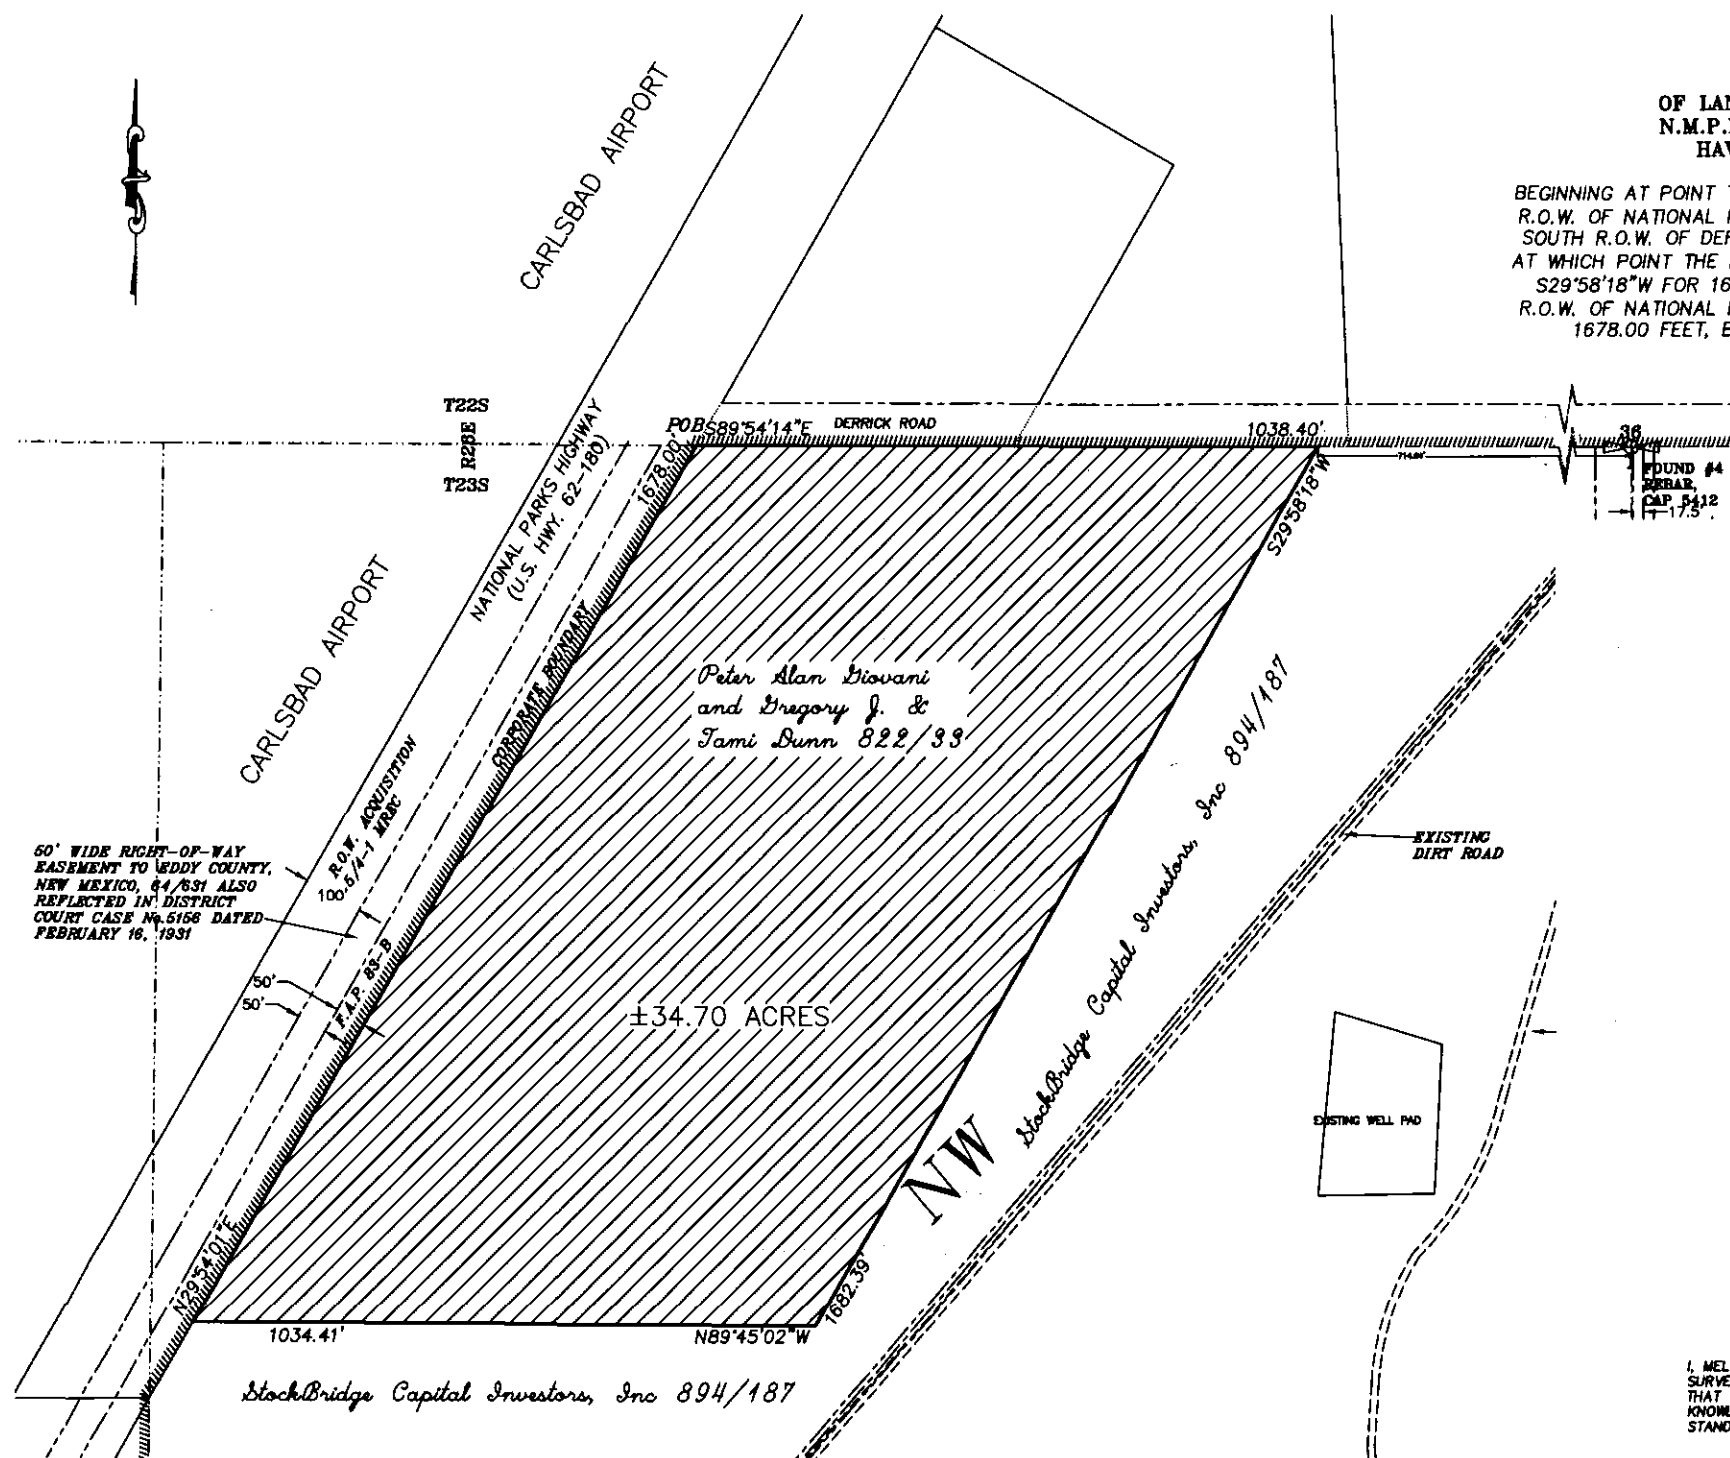 OF LAN
N.M.P.
HAV
BEGINNING AT POINT
R.O.W. OF NATIONAL
SOUTH R.O.W. OF DER
AT WHICH POINT THE
S29°58'18"W FOR 16
R.O.W. OF NATIONAL
1678.00 FEET,
CARLSBAD AIRPORT
T22S
R26E
T23S
POB
S89°54'14"E
DERRICK ROAD
1038.40'
36
FOUND #4
REBAR,
CAP 5412
17.5'
NATIONAL PARKS HIGHWAY
(U.S. HWY. 62-180)
1678.00'
S29°58'18"W
CARLSBAD AIRPORT
CORPORATE BOUNDARY
Peter Alan Giovani
and Gregory J. &
Tami Dunn 822/33
StockBridge Capital Investors, Inc 894/187
EXISTING
DIRT ROAD
R.O.W. ACQUISITION
100.5/4-1 MREC
50' WIDE RIGHT-OF-WAY
EASEMENT TO EDDY COUNTY,
NEW MEXICO, 64/631 ALSO
REFLECTED IN DISTRICT
COURT CASE No.5156 DATED
FEBRUARY 16, 1931
50'
50'
F.A.P. 83-B
±34.70 ACRES
NW
EXISTING WELL PAD
N29°54'01"E
1682.39'
1034.41'
N89°45'02"W
StockBridge Capital Investors, Inc 894/187
I, MEL
SURVE
THAT
KNOWL
STAND